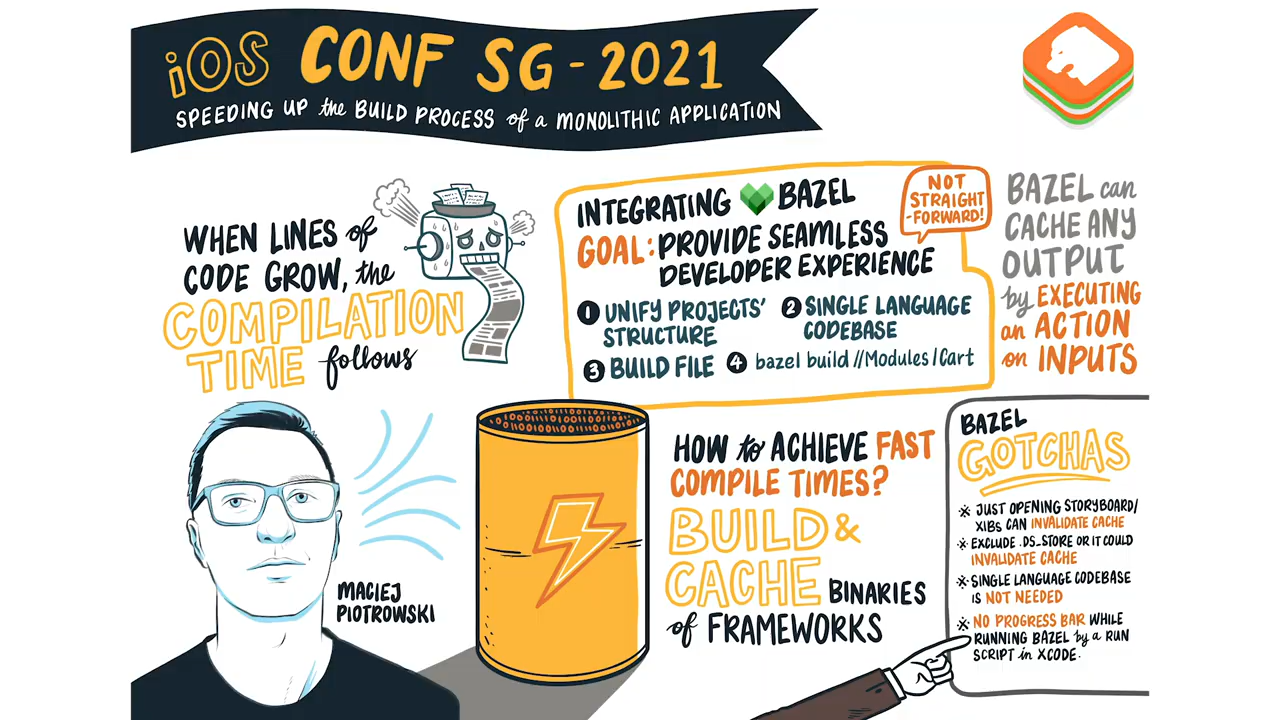 iOS CONF SG - 2021
SPEEDING UP the BUILD PROCESS of a MONOLITHIC APPLICATION
WHEN LINES of
CODE GROW, the
COMPILATION
TIME follows
INTEGRATING BAZEL
GOAL: PROVIDE SEAMLESS
DEVELOPER EXPERIENCE
NOT
STRAIGHT
-FORWARD!
1 UNIFY PROJECTS'
STRUCTURE
2 SINGLE LANGUAGE
CODEBASE
3 BUILD FILE
4 bazel build //Modules/Cart
BAZEL can
CACHE ANY
OUTPUT
by EXECUTING
an ACTION
on INPUTS
MACIEJ
PIOTROWSKI
HOW to ACHIEVE FAST
COMPILE TIMES?
BUILD &
CACHE BINARIES
of FRAMEWORKS
BAZEL
GOTCHAS
※ JUST OPENING STORYBOARD/
XIBS CAN INVALIDATE CACHE
※ EXCLUDE .DS_STORE OR IT COULD
INVALIDATE CACHE
※ SINGLE LANGUAGE CODEBASE
IS NOT NEEDED
※ NO PROGRESS BAR WHILE
RUNNING BAZEL by a RUN
SCRIPT in XCODE.